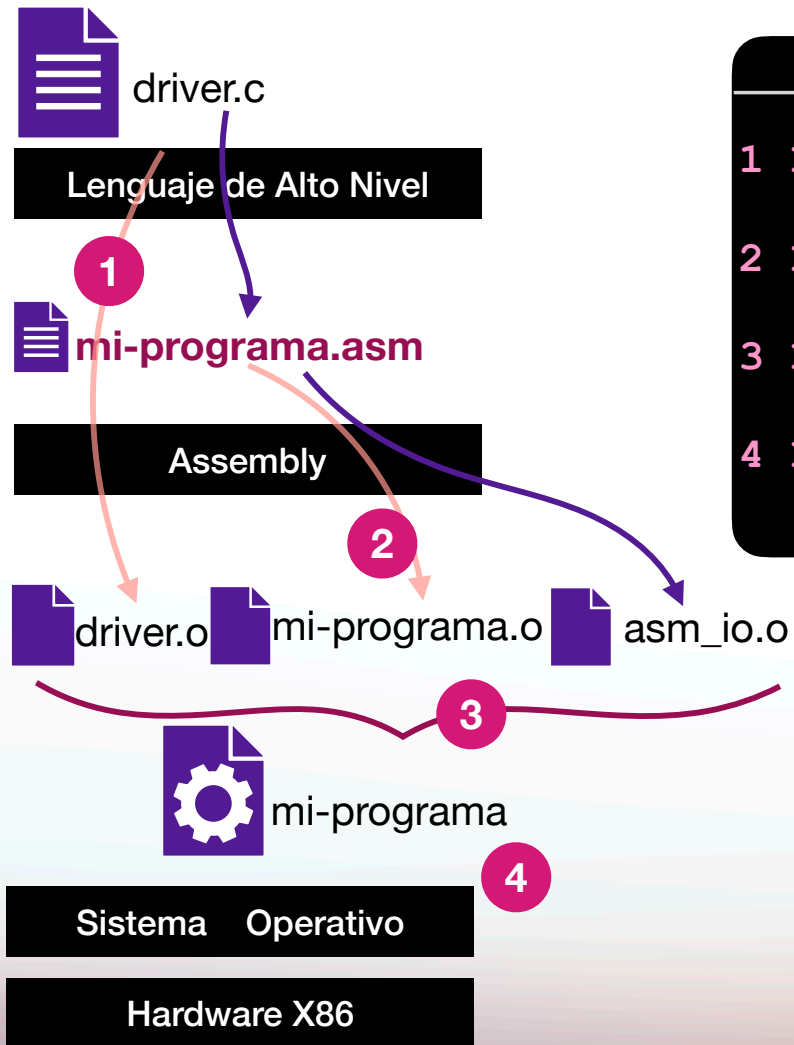 driver.c
Lenguaje de Alto Nivel
1
mi-programa.asm
Assembly
2
driver.o
mi-programa.o
asm_io.o
3
mi-programa
4
Sistema Operativo
Hardware X86
1
2
3
4